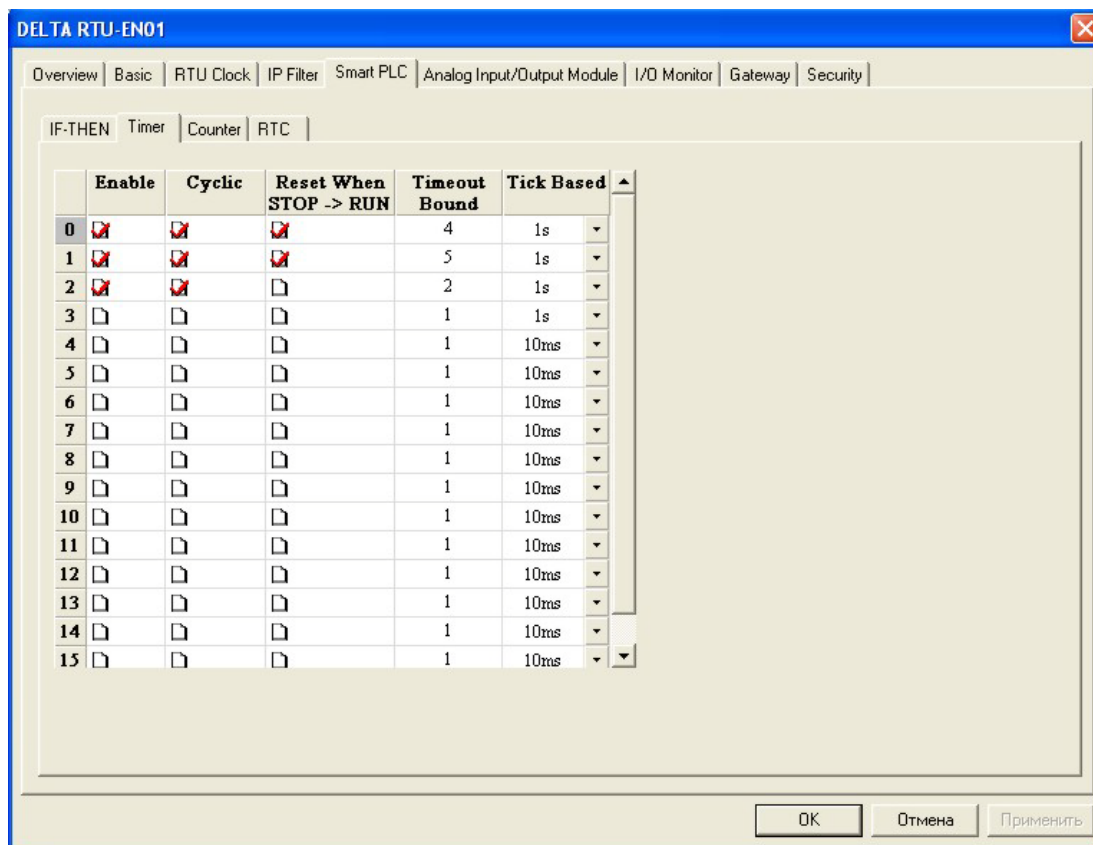 DELTA RTU-EN01
Overview Basic RTU Clock IP Filter Smart PLC Analog Input/Output Module I/O Monitor Gateway Security
IF-THEN Timer Counter RTC
Enable Cyclic Reset When STOP -> RUN Timeout Bound Tick Based
0 4 1s
1 5 1s
2 2 1s
3 1 1s
4 1 10ms
5 1 10ms
6 1 10ms
7 1 10ms
8 1 10ms
9 1 10ms
10 1 10ms
11 1 10ms
12 1 10ms
13 1 10ms
14 1 10ms
15 1 10ms
OK Отмена Применить